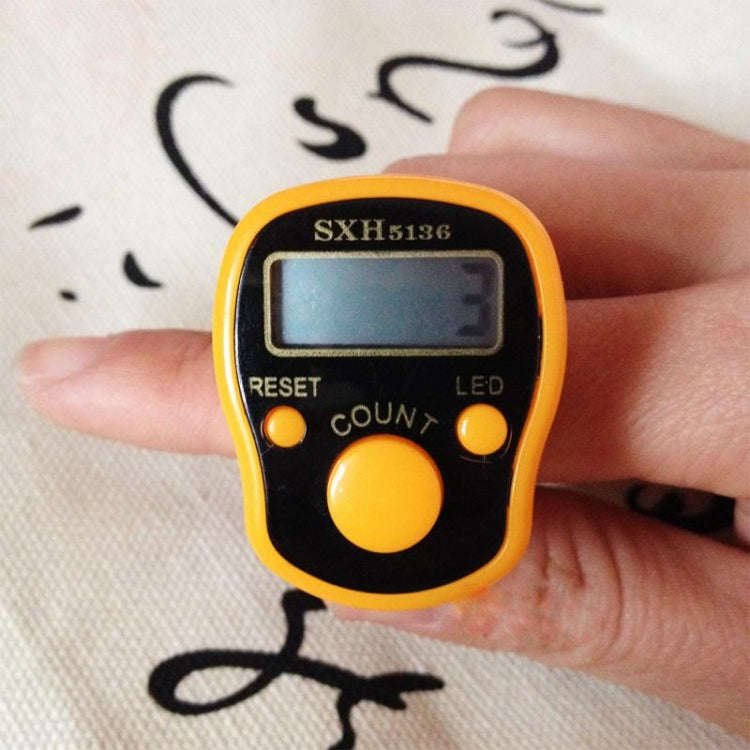 SXH5136
3
RESET
LED
COUNT